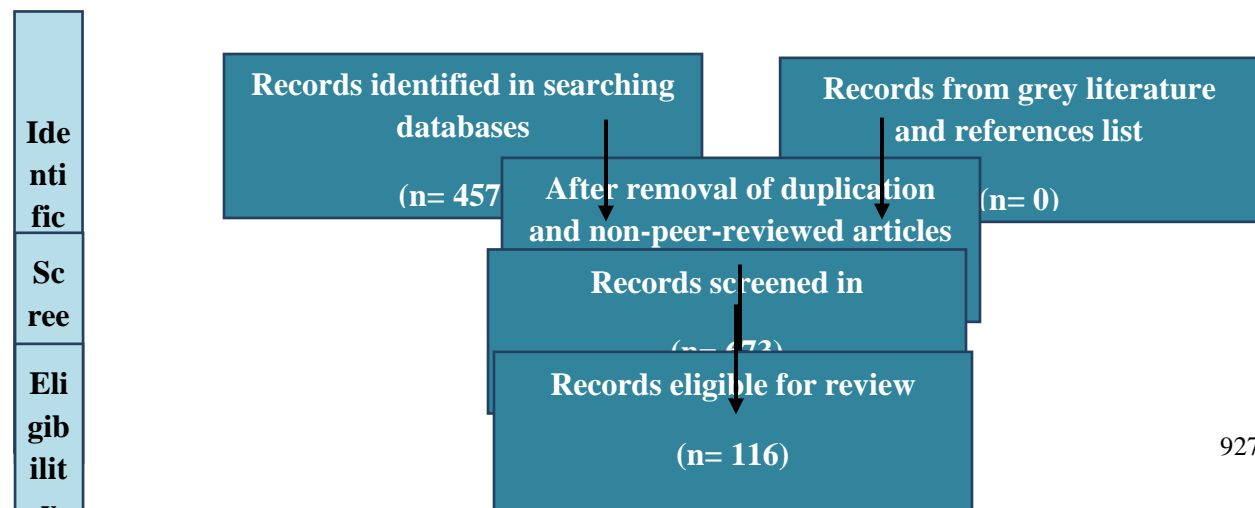 Ide
nti
fic
Sc
ree
Eli
gib
ilit
Records identified in searching
databases
(n= 457
Records from grey literature
and references list
(n= 0)
After removal of duplication
and non-peer-reviewed articles
Records screened in
(n= 673)
Records eligible for review
(n= 116)
927